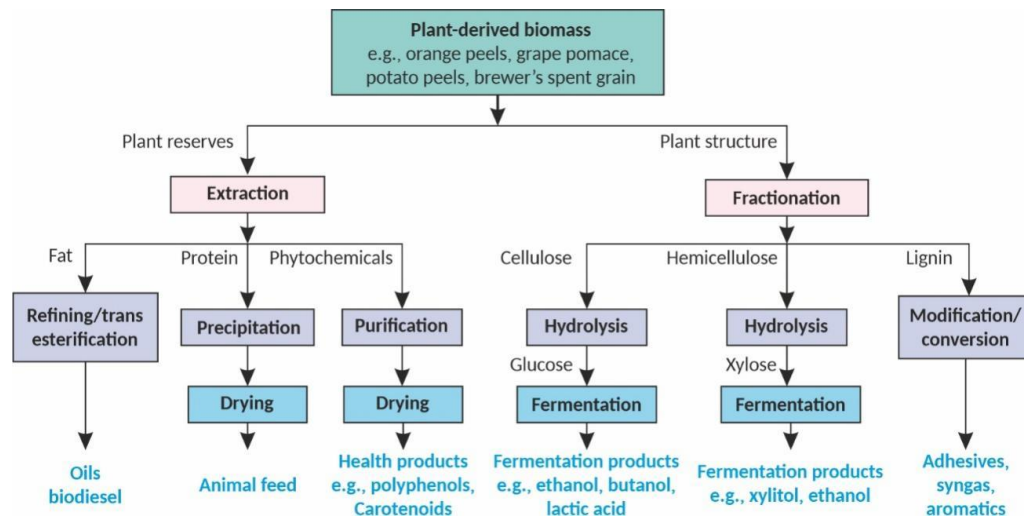 Plant-derived biomass
e.g., orange peels, grape pomace,
potato peels, brewer's spent grain
Plant reserves
Plant structure
Extraction
Fractionation
Fat
Protein
Phytochemicals
Cellulose
Hemicellulose
Lignin
Refining/trans
esterification
Precipitation
Purification
Hydrolysis
Hydrolysis
Modification/
conversion
Glucose
Xylose
Drying
Drying
Fermentation
Fermentation
Oils
biodiesel
Animal feed
Health products
e.g., polyphenols,
Carotenoids
Fermentation products
e.g., ethanol, butanol,
lactic acid
Fermentation products
e.g., xylitol, ethanol
Adhesives,
syngas,
aromatics